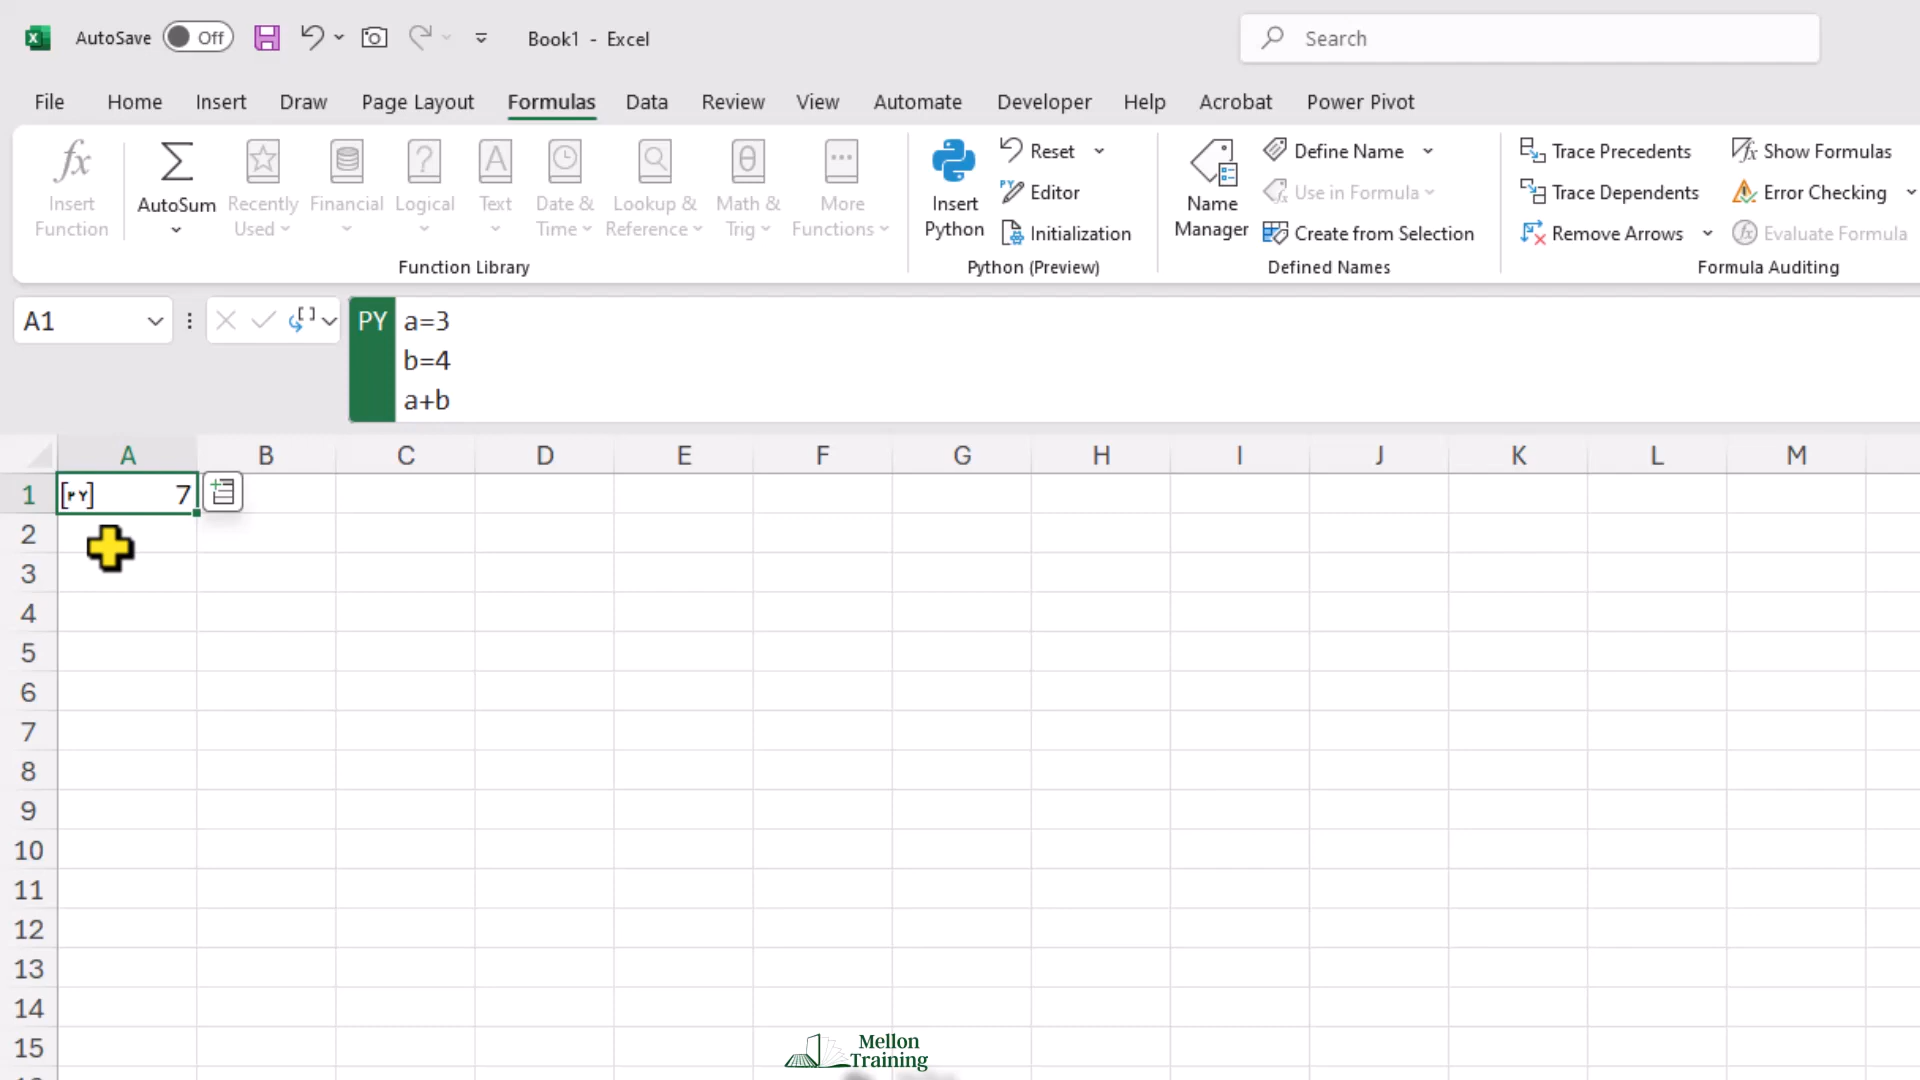 AutoSave Off Book1 - Excel Search
File Home Insert Draw Page Layout Formulas Data Review View Automate Developer Help Acrobat Power Pivot
fx Insert Function
AutoSum
Recently Used
Financial
Logical
Text
Date & Time
Lookup & Reference
Math & Trig
More Functions
Function Library
Insert Python
Reset
Editor
Initialization
Python (Preview)
Name Manager
Define Name
Use in Formula
Create from Selection
Defined Names
Trace Precedents
Trace Dependents
Remove Arrows
Show Formulas
Error Checking
Evaluate Formula
Formula Auditing
A1
PY a=3
b=4
a+b
A B C D E F G H I J K L M
1 [PY] 7
2
3
4
5
6
7
8
9
10
11
12
13
14
15
Mellon
Training